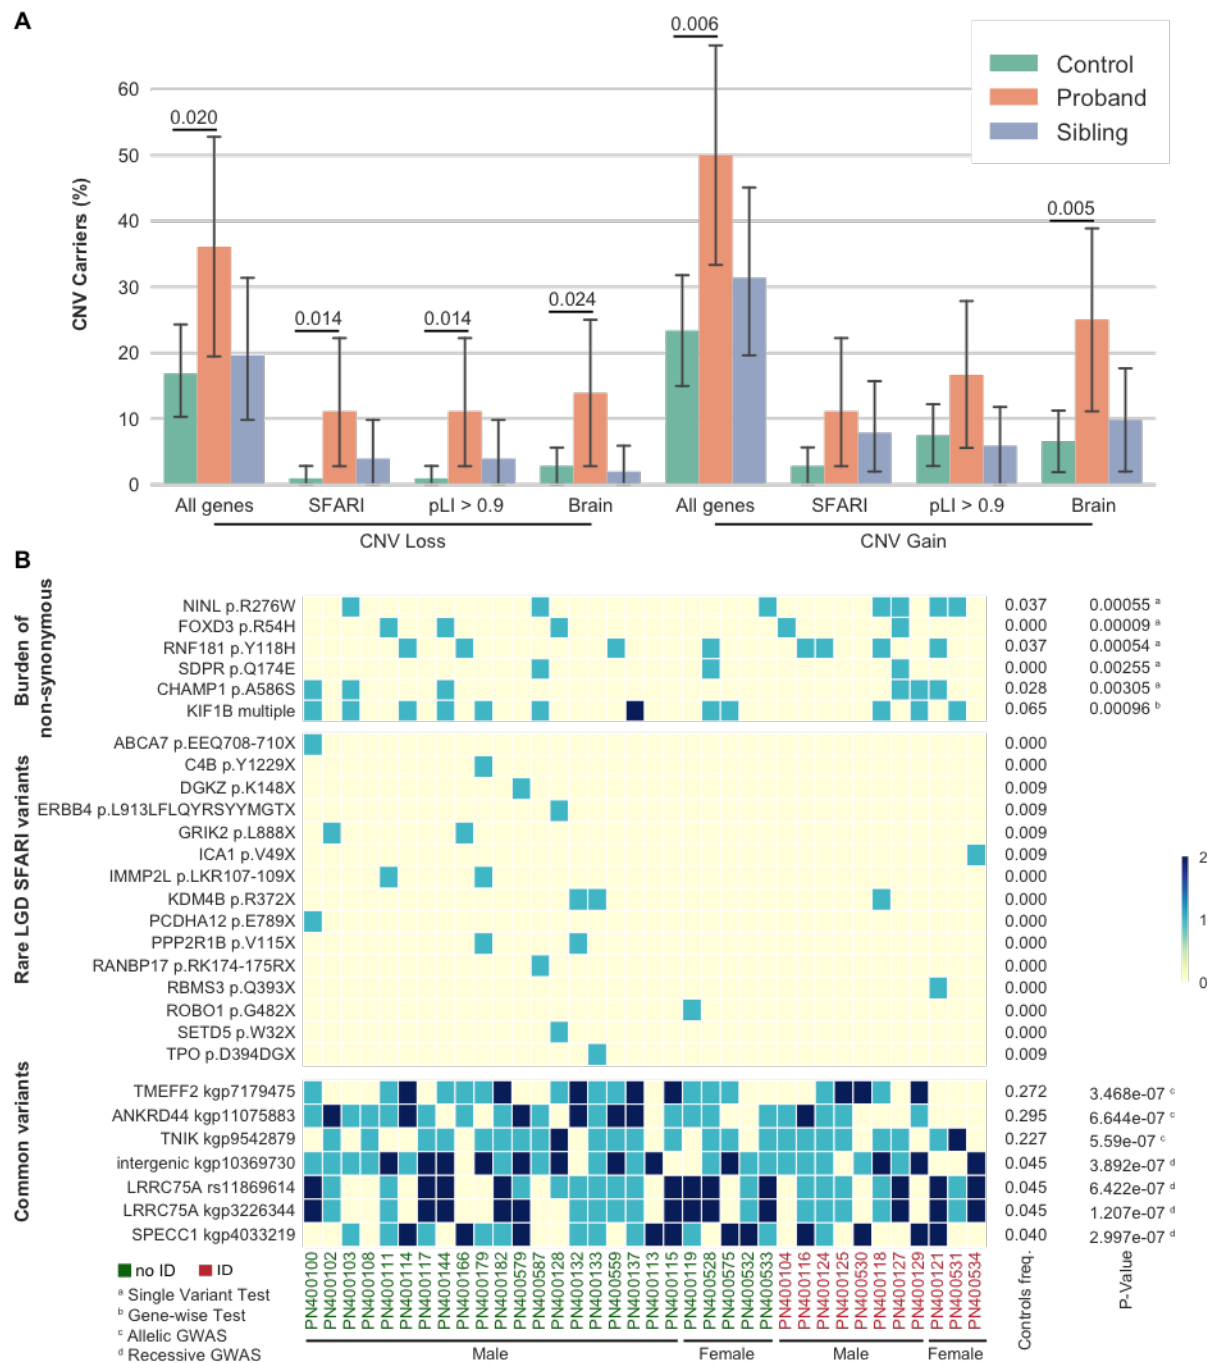 A
0.006
Control
Proband
Sibling
60
0.020
50
0.005
40
0.024
30
0.014
0.014
20
10
0
CNV Carriers (%)
All genes SFARI pLI > 0.9 Brain All genes SFARI pLI > 0.9 Brain
CNV Loss CNV Gain
B
Burden of
non-synonymous
NINL p.R276W 0.037 0.00055 a
FOXD3 p.R54H 0.000 0.00009 a
RNF181 p.Y118H 0.037 0.00054 a
SDPR p.Q174E 0.000 0.00255 a
CHAMP1 p.A586S 0.028 0.00305 a
KIF1B multiple 0.065 0.00096 b
Rare LGD SFARI variants
ABCA7 p.EEQ708-710X 0.000
C4B p.Y1229X 0.000
DGKZ p.K148X 0.009
ERBB4 p.L913LFLQYRSYYMGTX 0.009
GRIK2 p.L888X 0.009
ICA1 p.V49X 0.009
IMMP2L p.LKR107-109X 0.000
KDM4B p.R372X 0.000
PCDHA12 p.E789X 0.000
PPP2R1B p.V115X 0.000
RANBP17 p.RK174-175RX 0.000
RBMS3 p.Q393X 0.000
ROBO1 p.G482X 0.000
SETD5 p.W32X 0.000
TPO p.D394DGX 0.009
2
1
0
Common variants
TMEFF2 kgp7179475 0.272 3.468e-07 c
ANKRD44 kgp11075883 0.295 6.644e-07 c
TNIK kgp9542879 0.227 5.59e-07 c
intergenic kgp10369730 0.045 3.892e-07 d
LRRC75A rs11869614 0.045 6.422e-07 d
LRRC75A kgp3226344 0.045 1.207e-07 d
SPECC1 kgp4033219 0.040 2.997e-07 d
no ID ID
a Single Variant Test
b Gene-wise Test
c Allelic GWAS
d Recessive GWAS
PN400100
PN400102
PN400103
PN400108
PN400111
PN400114
PN400117
PN400144
PN400166
PN400179
PN400182
PN400579
PN400587
PN400128
PN400132
PN400133
PN400559
PN400137
PN400113
PN400115
PN400119
PN400528
PN400575
PN400532
PN400533
PN400104
PN400116
PN400124
PN400125
PN400530
PN400118
PN400127
PN400129
PN400121
PN400531
PN400534
Controls freq.
P-Value
Male Female Male Female